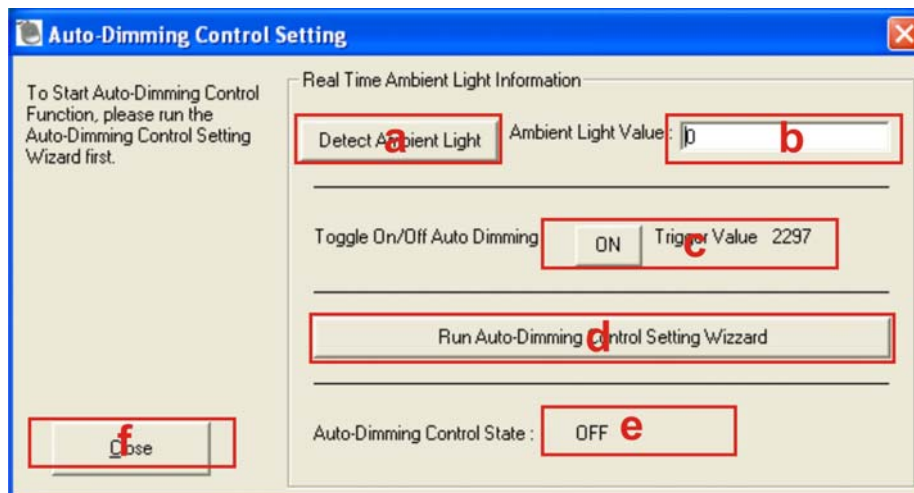 Auto-Dimming Control Setting
To Start Auto-Dimming Control
Function, please run the
Auto-Dimming Control Setting
Wizard first.
Real Time Ambient Light Information
Detect Ambient Light
a
Ambient Light Value :
0
b
Toggle On/Off Auto Dimming
ON
Trigger Value 2297
c
Run Auto-Dimming Control Setting Wizzard
d
Auto-Dimming Control State :
OFF
e
Close
f